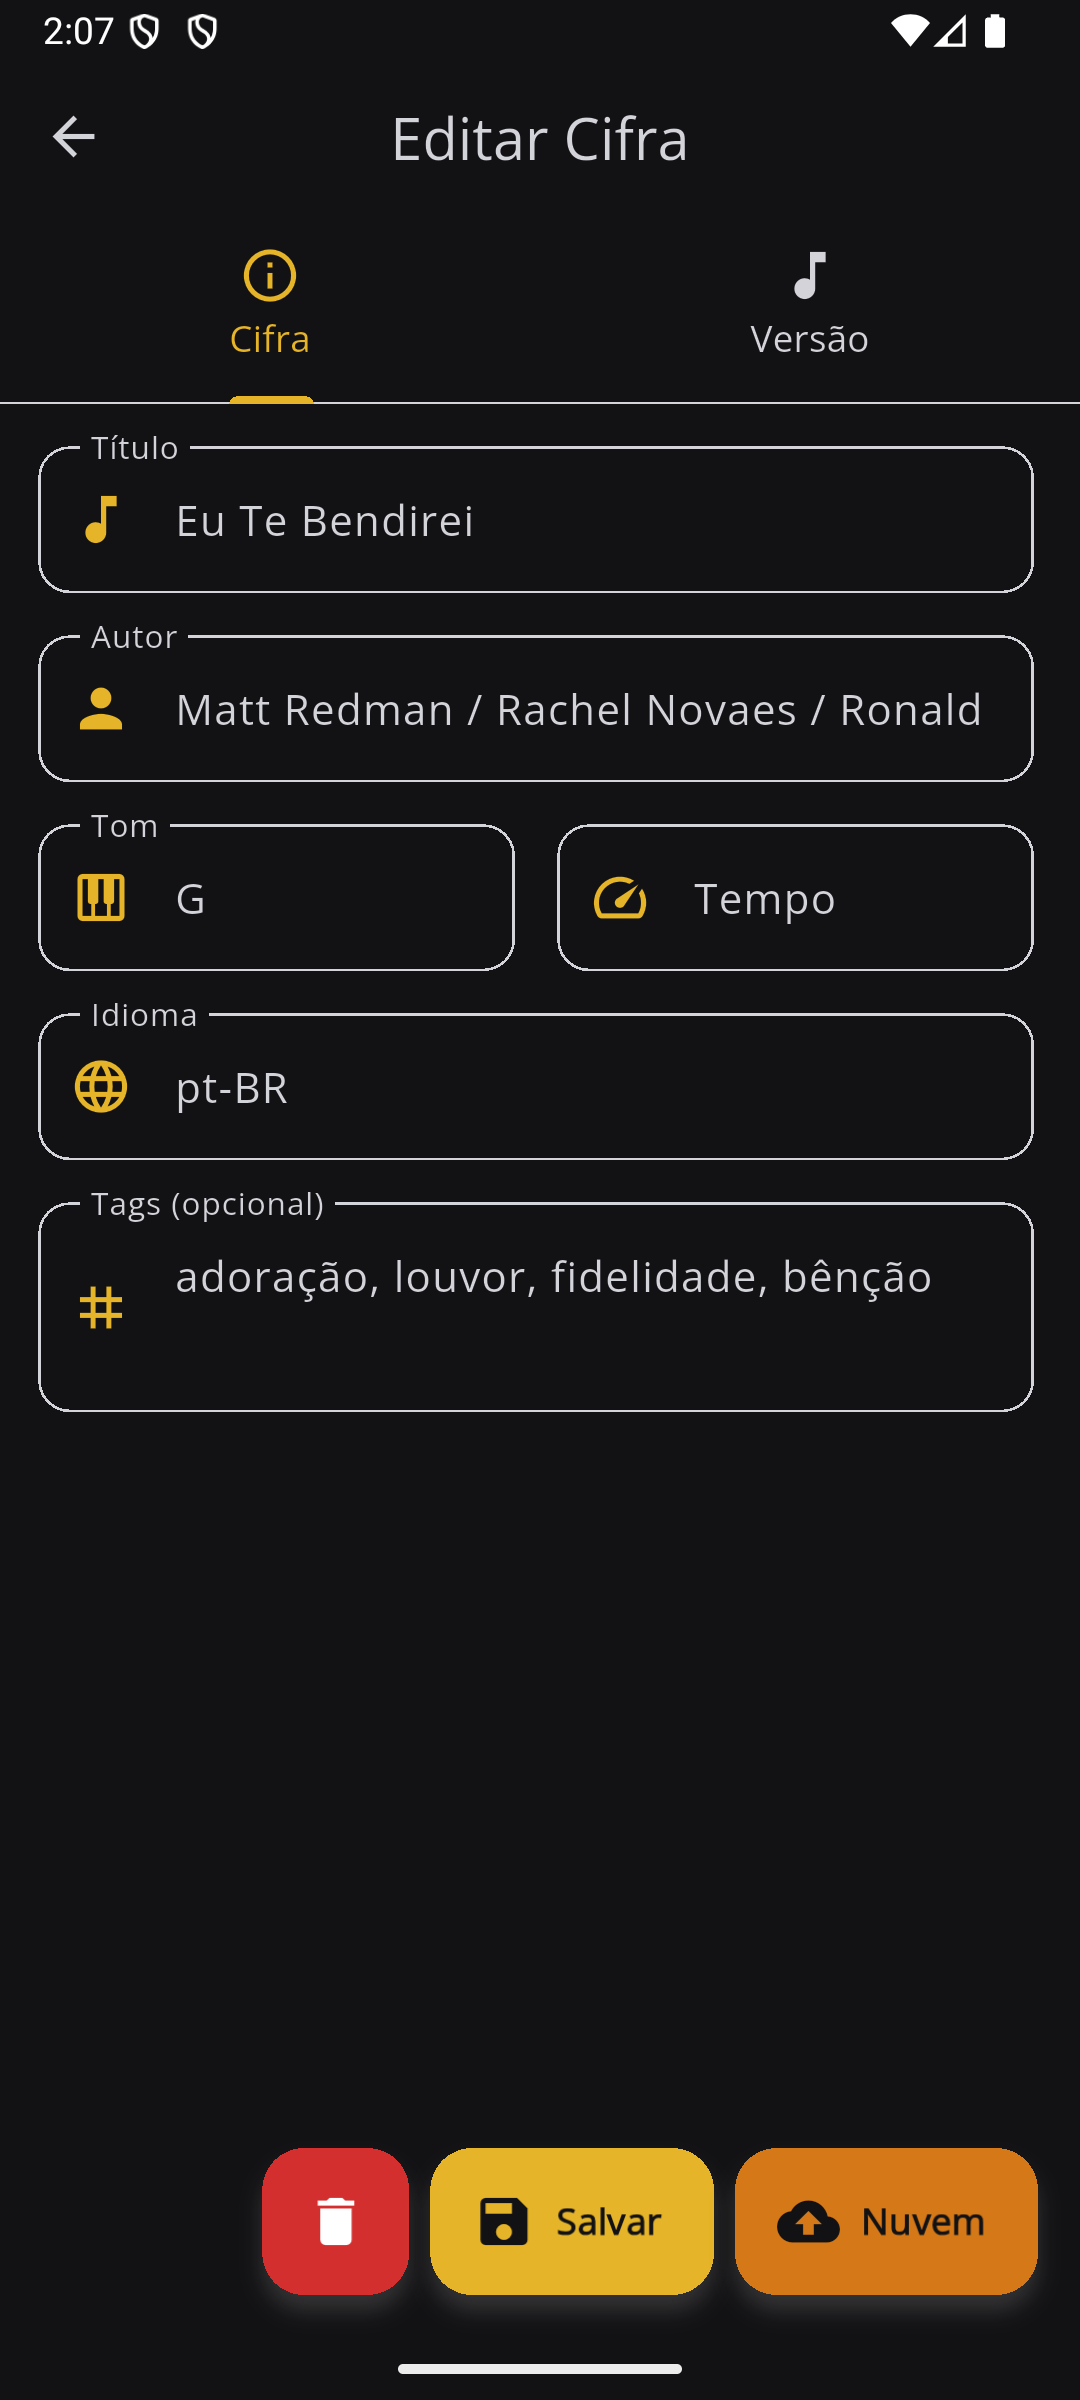 2:07
Editar Cifra
Cifra
Versão
Título
Eu Te Bendirei
Autor
Matt Redman / Rachel Novaes / Ronald
Tom
G
Tempo
Idioma
pt-BR
Tags (opcional)
adoração, louvor, fidelidade, bênção
Salvar
Nuvem